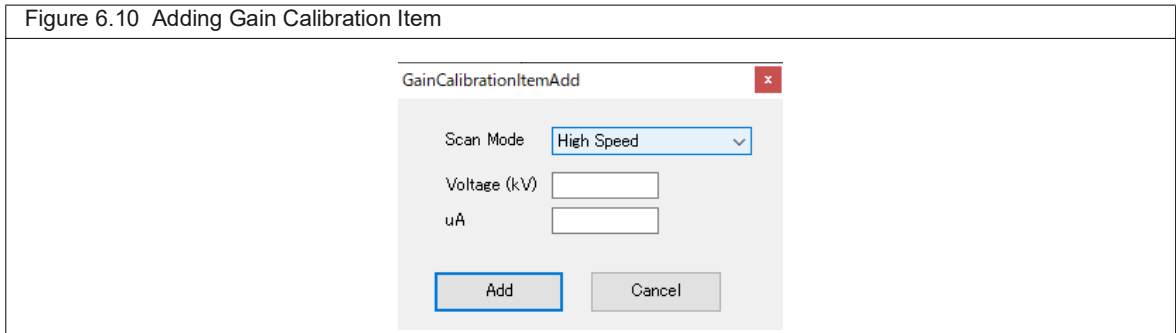 Figure 6.10 Adding Gain Calibration Item
GainCalibrationItemAdd x
Scan Mode High Speed
Voltage (kV)
uA
Add Cancel